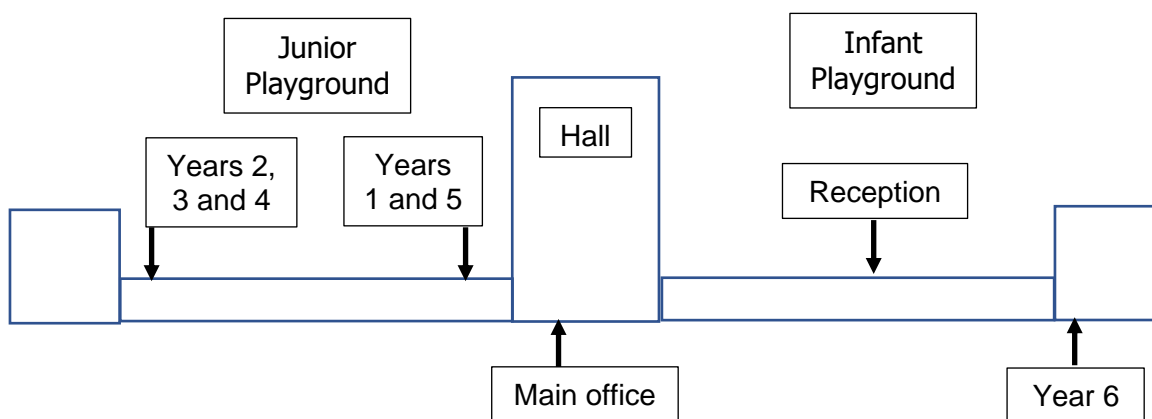 Junior
Playground
Infant
Playground
Hall
Years 2,
3 and 4
Years
1 and 5
Reception
Main office
Year 6